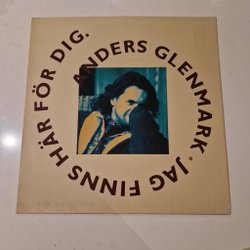 ANDERS GLENMARK · JAG FINNS HÄR FÖR DIG.